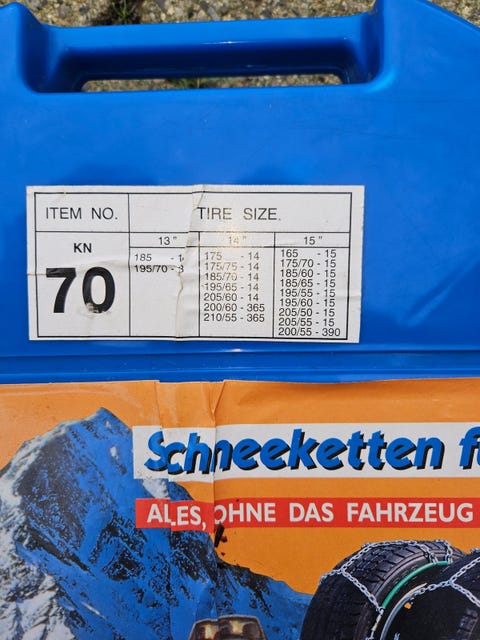 ITEM NO.
TIRE SIZE.
KN
70
13"
185 - 1
195/70 -
14"
175 - 14
175/75 - 14
185/70 - 14
195/65 - 14
205/60 - 14
200/60 - 365
210/55 - 365
15"
165 - 15
175/70 - 15
185/60 - 15
185/65 - 15
195/55 - 15
195/60 - 15
205/50 - 15
205/55 - 15
200/55 - 390
Schneeketten f
ALES, OHNE DAS FAHRZEUG